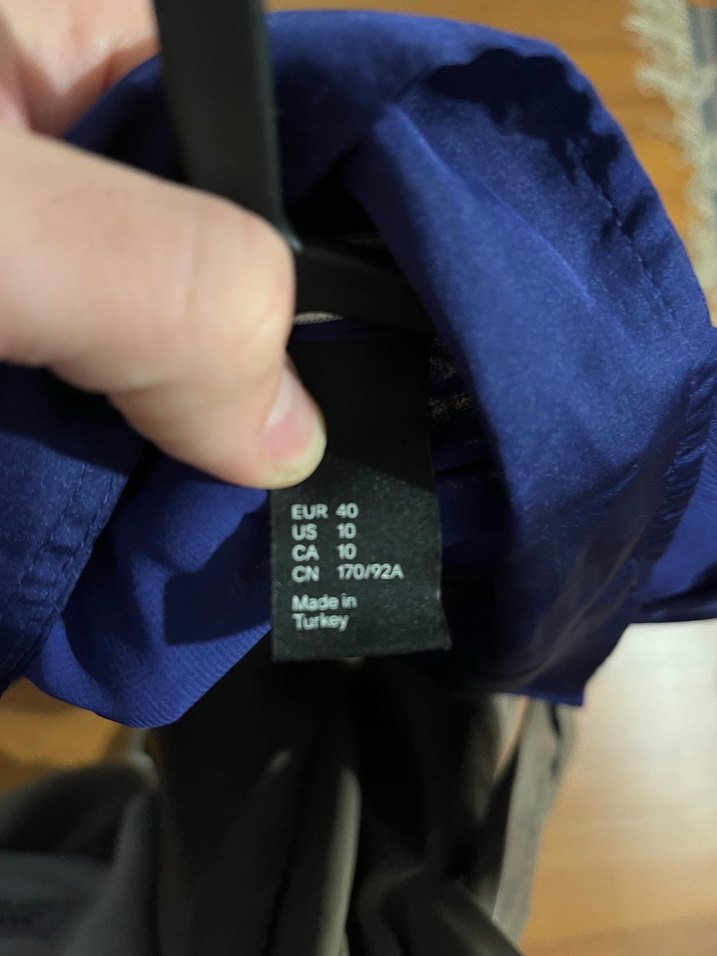 EUR 40
US 10
CA 10
CN 170/92A
Made in
Turkey